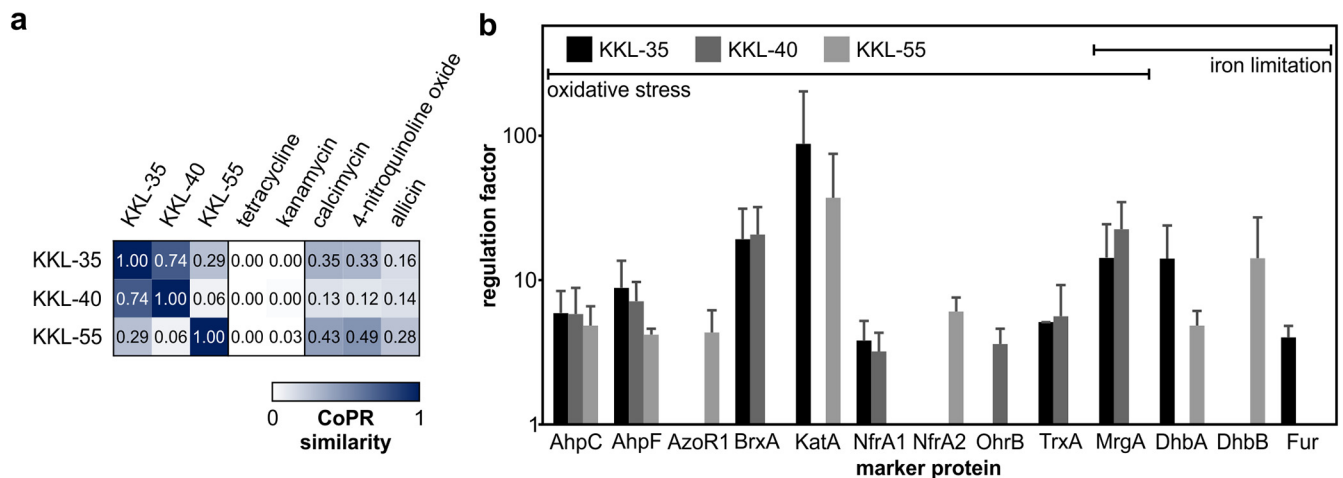 a
KKL-35
KKL-40
KKL-55
tetracycline
kanamycin
calcimycin
4-nitroquinoline oxide
allicin
KKL-35 1.00 0.74 0.29 0.00 0.00 0.35 0.33 0.16
KKL-40 0.74 1.00 0.06 0.00 0.00 0.13 0.12 0.14
KKL-55 0.29 0.06 1.00 0.00 0.03 0.43 0.49 0.28
0 CoPR 1
similarity
b
KKL-35 KKL-40 KKL-55
oxidative stress
iron limitation
regulation factor
100
10
1
AhpC AhpF AzoR1 BrxA KatA NfrA1 NfrA2 OhrB TrxA MrgA DhbA DhbB Fur
marker protein